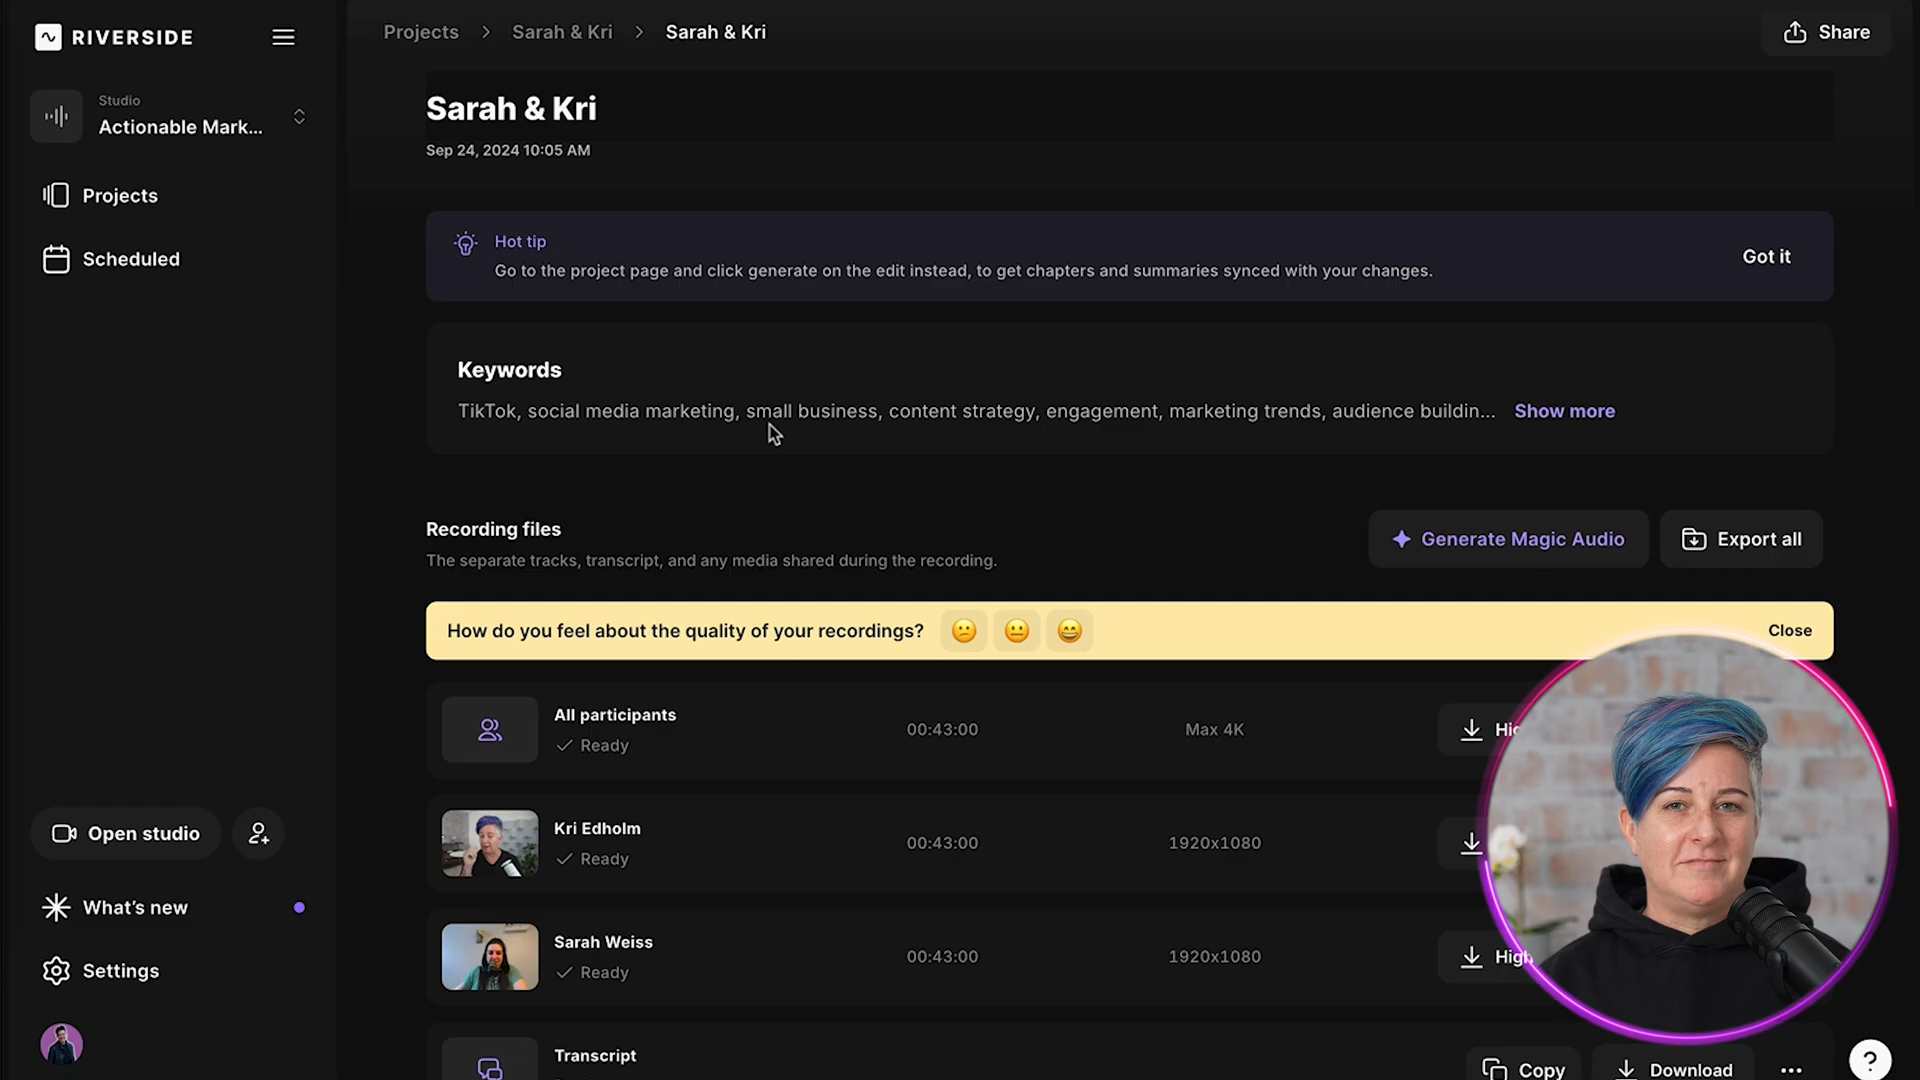 RIVERSIDE
Studio
Actionable Mark...
Projects
Scheduled
Open studio
What's new
Settings
Projects > Sarah & Kri > Sarah & Kri
Share
Sarah & Kri
Sep 24, 2024 10:05 AM
Hot tip
Go to the project page and click generate on the edit instead, to get chapters and summaries synced with your changes.
Got it
Keywords
TikTok, social media marketing, small business, content strategy, engagement, marketing trends, audience buildin... Show more
Recording files
The separate tracks, transcript, and any media shared during the recording.
Generate Magic Audio
Export all
How do you feel about the quality of your recordings?
Close
All participants
Ready
00:43:00
Max 4K
Kri Edholm
Ready
00:43:00
1920x1080
Sarah Weiss
Ready
00:43:00
1920x1080
High
Transcript
Copy
Download
?